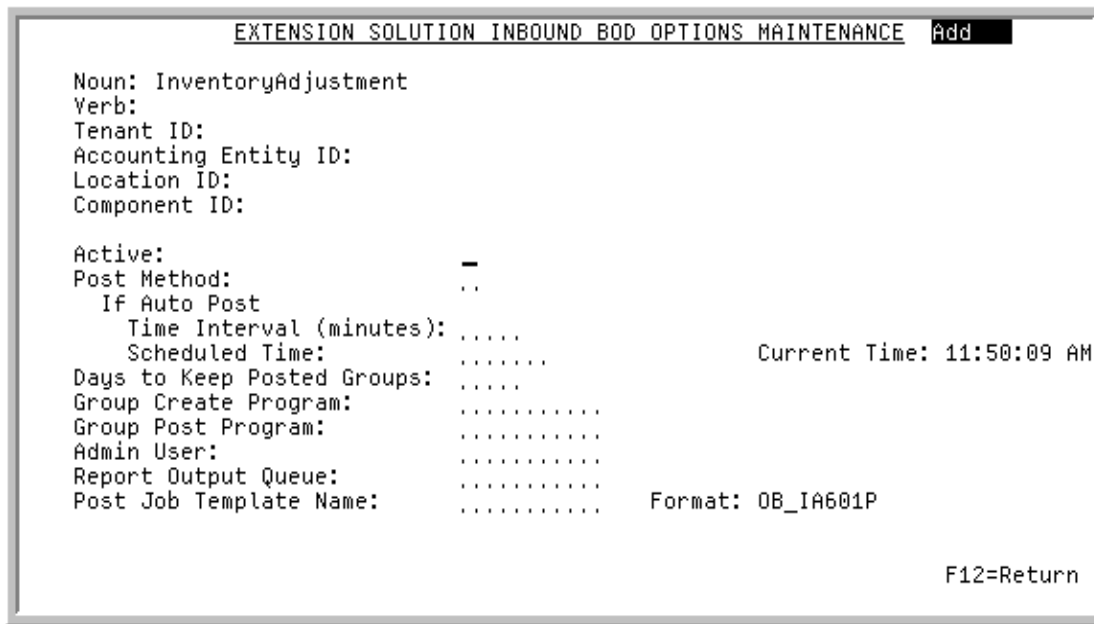 EXTENSION SOLUTION INBOUND BOD OPTIONS MAINTENANCE Add
Noun: InventoryAdjustment
Verb:
Tenant ID:
Accounting Entity ID:
Location ID:
Component ID:
Active: _
Post Method: ..
If Auto Post
Time Interval (minutes): .....
Scheduled Time: ....... Current Time: 11:50:09 AM
Days to Keep Posted Groups: .....
Group Create Program: ...........
Group Post Program: ...........
Admin User: ...........
Report Output Queue: ...........
Post Job Template Name: ........... Format: OB_IA601P
F12=Return